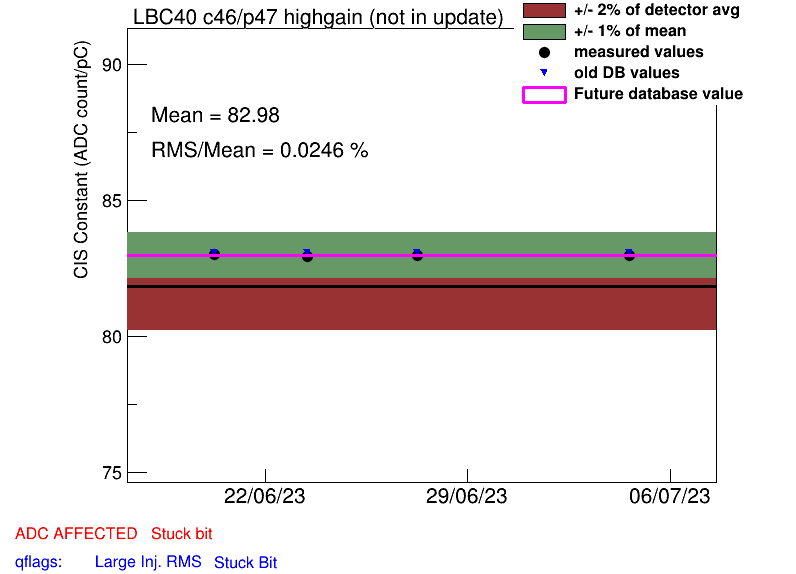 LBC40 c46/p47 highgain (not in update)
+/- 2% of detector avg
+/- 1% of mean
measured values
old DB values
Future database value
CIS Constant (ADC count/pC)
Mean = 82.98
RMS/Mean = 0.0246 %
90
85
80
75
22/06/23 29/06/23 06/07/23
ADC AFFECTED Stuck bit
qflags: Large Inj. RMS Stuck Bit